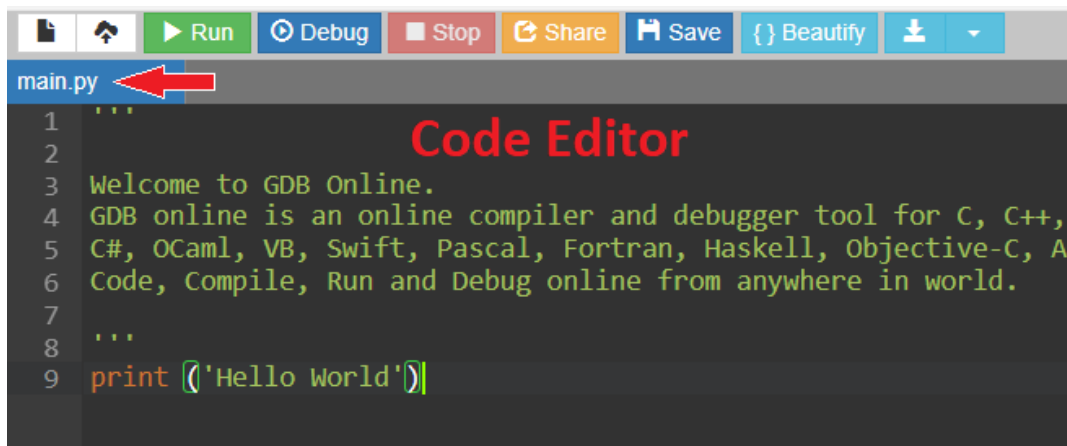 Run Debug Stop Share Save { } Beautify
main.py
Code Editor
1 '''
2
3 Welcome to GDB Online.
4 GDB online is an online compiler and debugger tool for C, C++,
5 C#, OCaml, VB, Swift, Pascal, Fortran, Haskell, Objective-C, A
6 Code, Compile, Run and Debug online from anywhere in world.
7
8 '''
9 print ('Hello World')